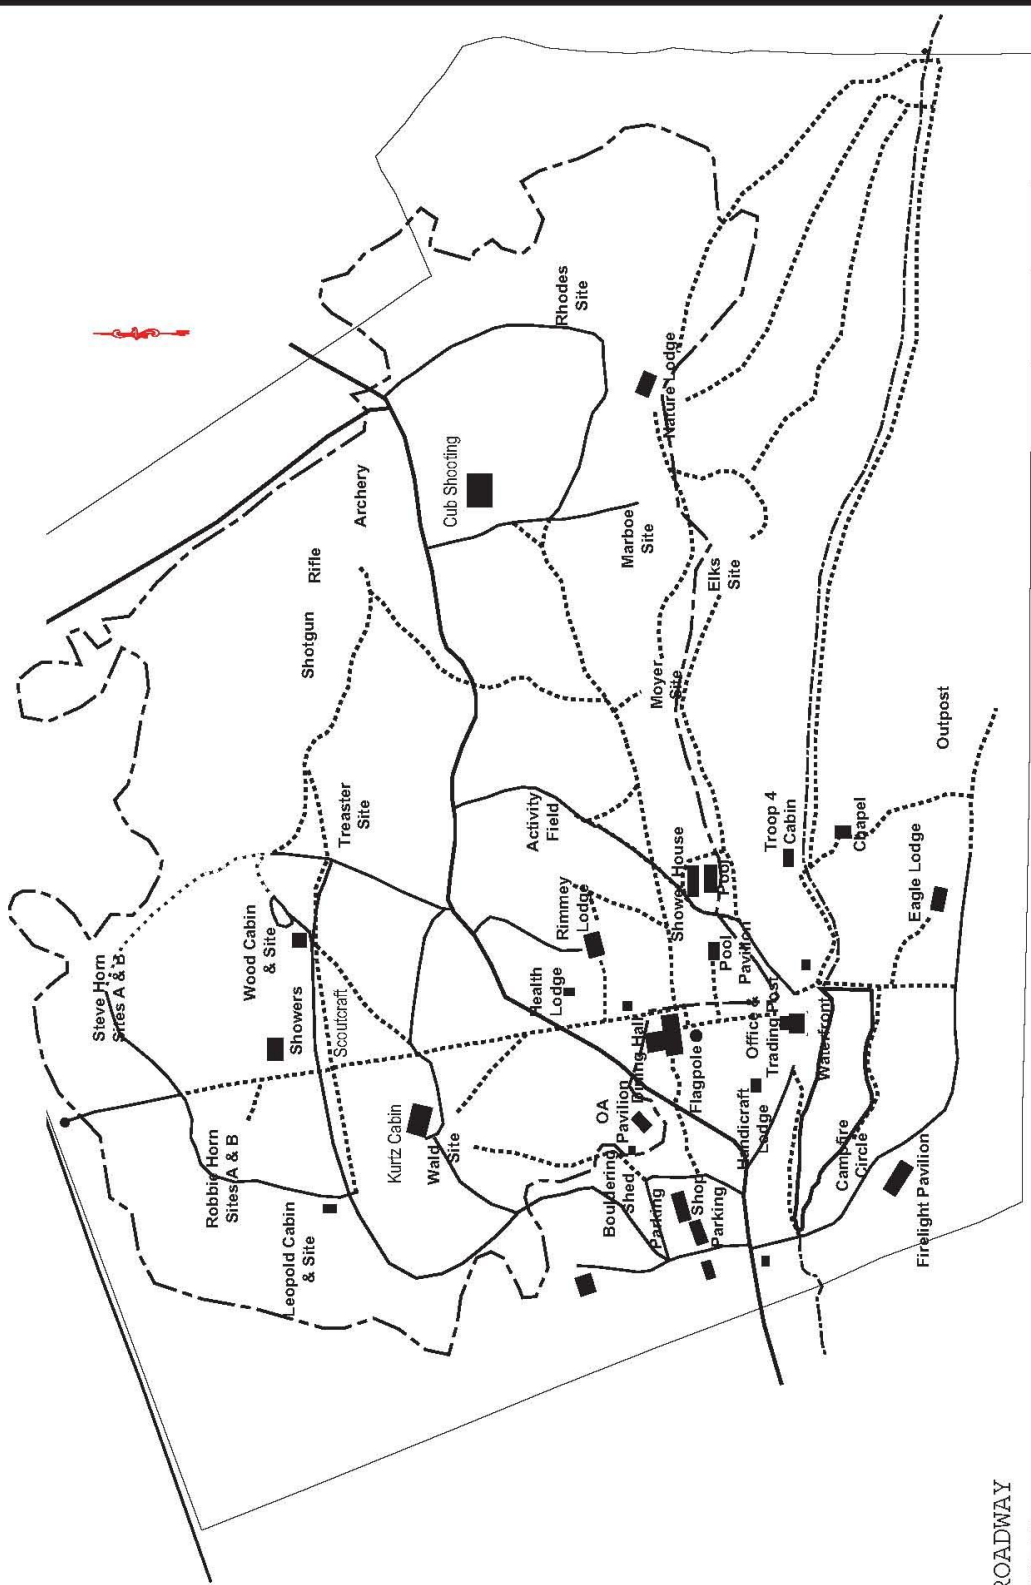 Steve Horn
Sites A & B
Robbie Horn
Sites A & B
Leopold Cabin
& Site
Wood Cabin
& Site
Showers
Scoutcraft
Treaster
Site
Shotgun
Rifle
Archery
Cub Shooting
Kurtz Cabin
Wald
Site
Activity
Field
Rhodes
Site
Rimmey
Lodge
Health
Lodge
Marboe
Site
Nature Lodge
Elks
Site
Moyer
Site
Shower House
Pool
Pool
Pavilion
Dining Hall
OA
Pavilion
Bouldering
Shed
Flagpole
Parking
Shop
Parking
Office &
Trading Post
Handicraft
Lodge
Troop 4
Cabin
Chapel
Waterfront
Campfire
Circle
Eagle Lodge
Outpost
Firelight Pavilion
ROADWAY